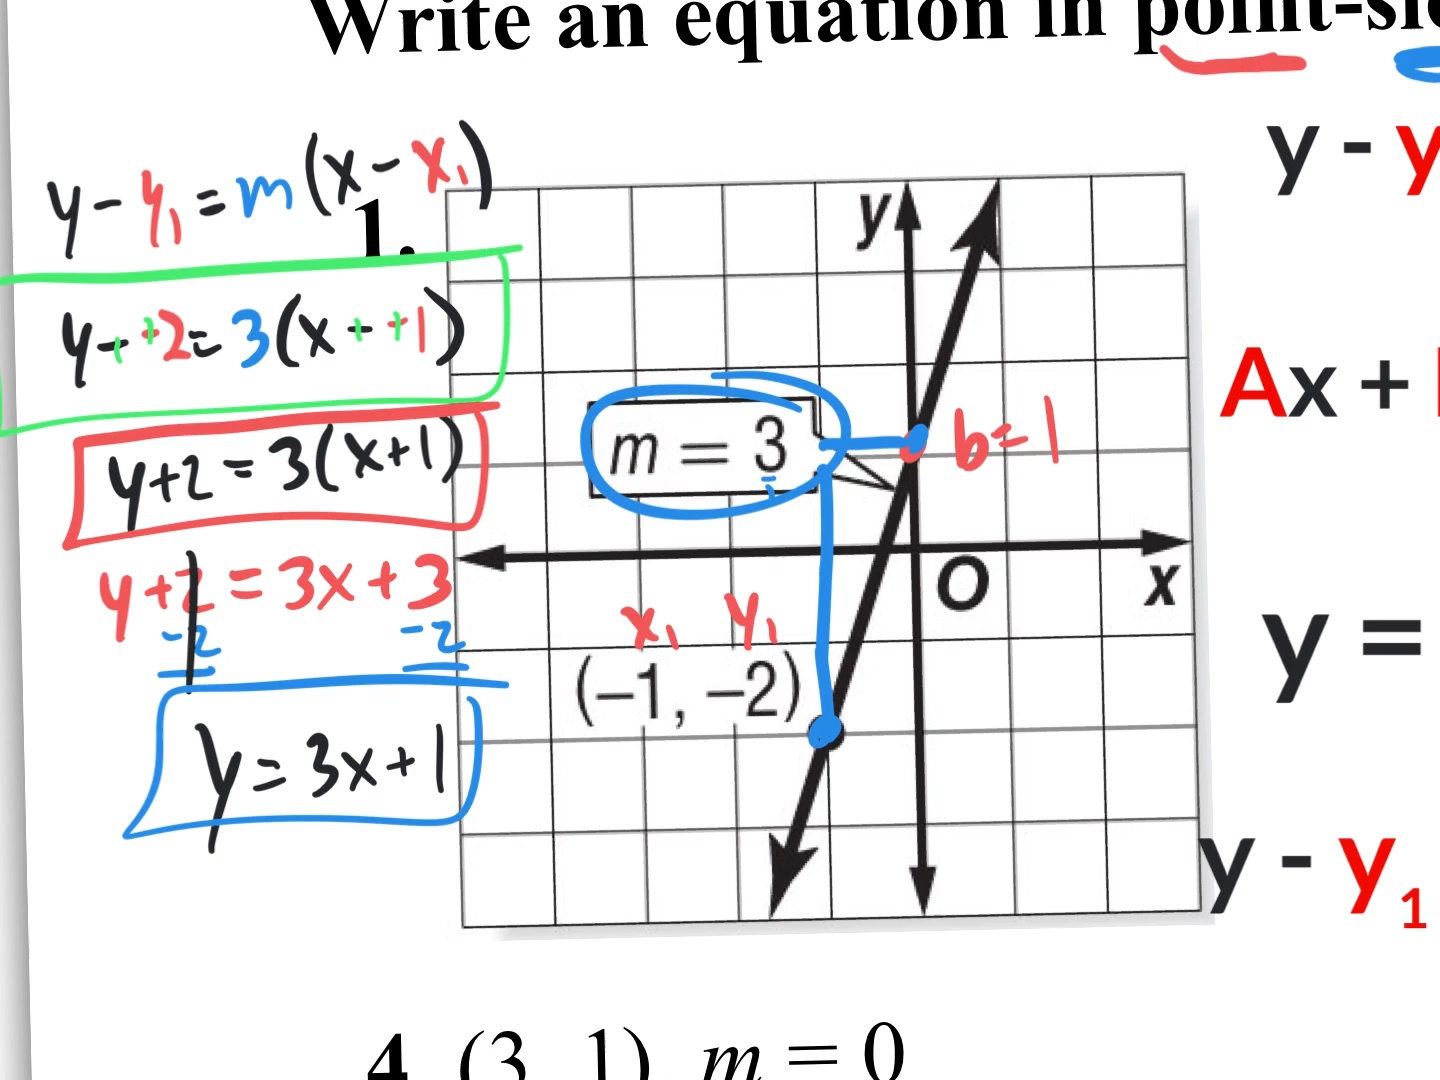 Write an equation in point-
y - y₁ = m(x - x₁)
1.
y + +2 = 3(x + +1)
y+2 = 3(x+1)
y+2 = 3x+3
-2 -2
y = 3x+1
y
m = 3
b = 1
O
x
x₁ y₁
(–1, –2)
y - y
Ax +
y =
y - y₁
4 (3 1) m = 0